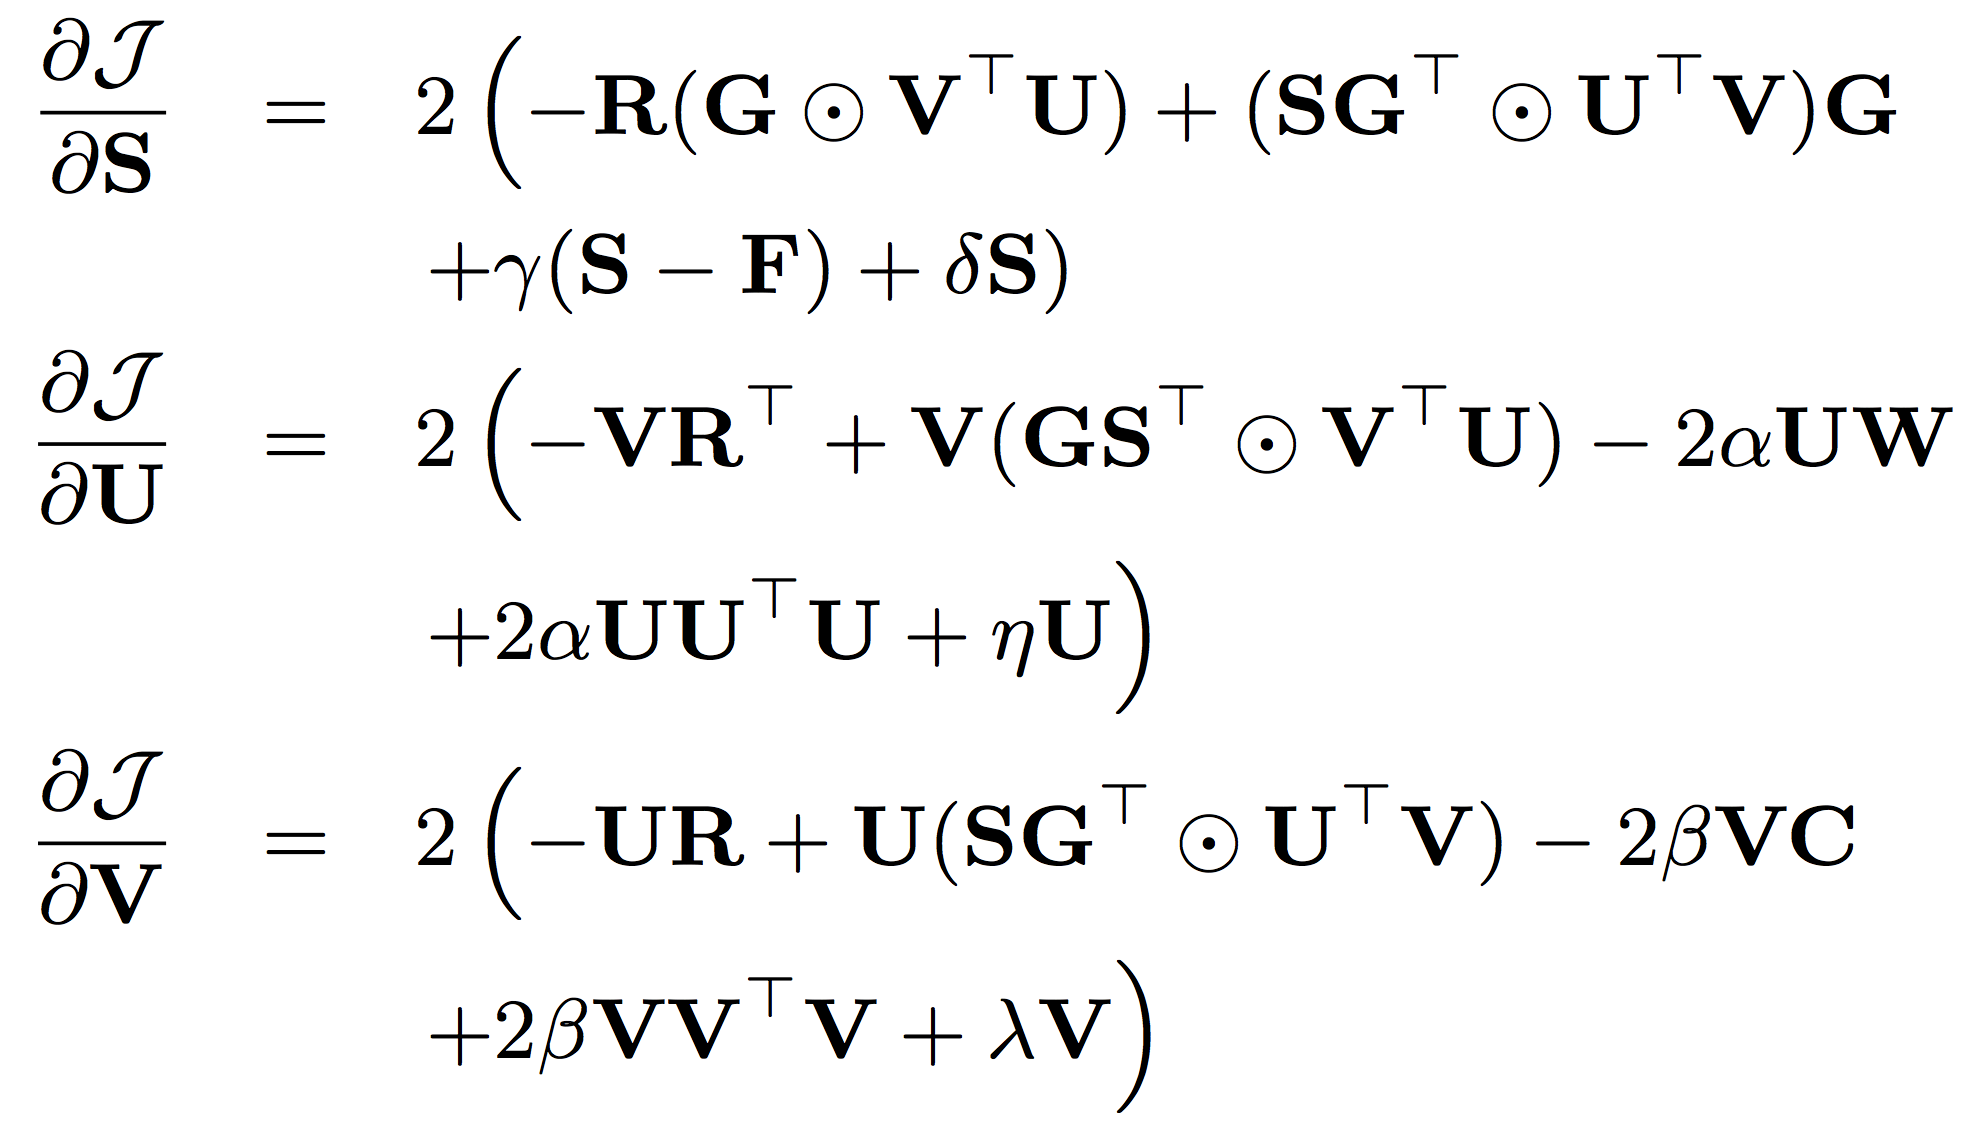 ∂𝒥/∂𝐒 = 2 (−𝐑(𝐆 ⊙ 𝐕^⊤𝐔) + (𝐒𝐆^⊤ ⊙ 𝐔^⊤𝐕)𝐆
+γ(𝐒 − 𝐅) + δ𝐒)
∂𝒥/∂𝐔 = 2 (−𝐕𝐑^⊤ + 𝐕(𝐆𝐒^⊤ ⊙ 𝐕^⊤𝐔) − 2α𝐔𝐖
+2α𝐔𝐔^⊤𝐔 + η𝐔)
∂𝒥/∂𝐕 = 2 (−𝐔𝐑 + 𝐔(𝐒𝐆^⊤ ⊙ 𝐔^⊤𝐕) − 2β𝐕𝐂
+2β𝐕𝐕^⊤𝐕 + λ𝐕)